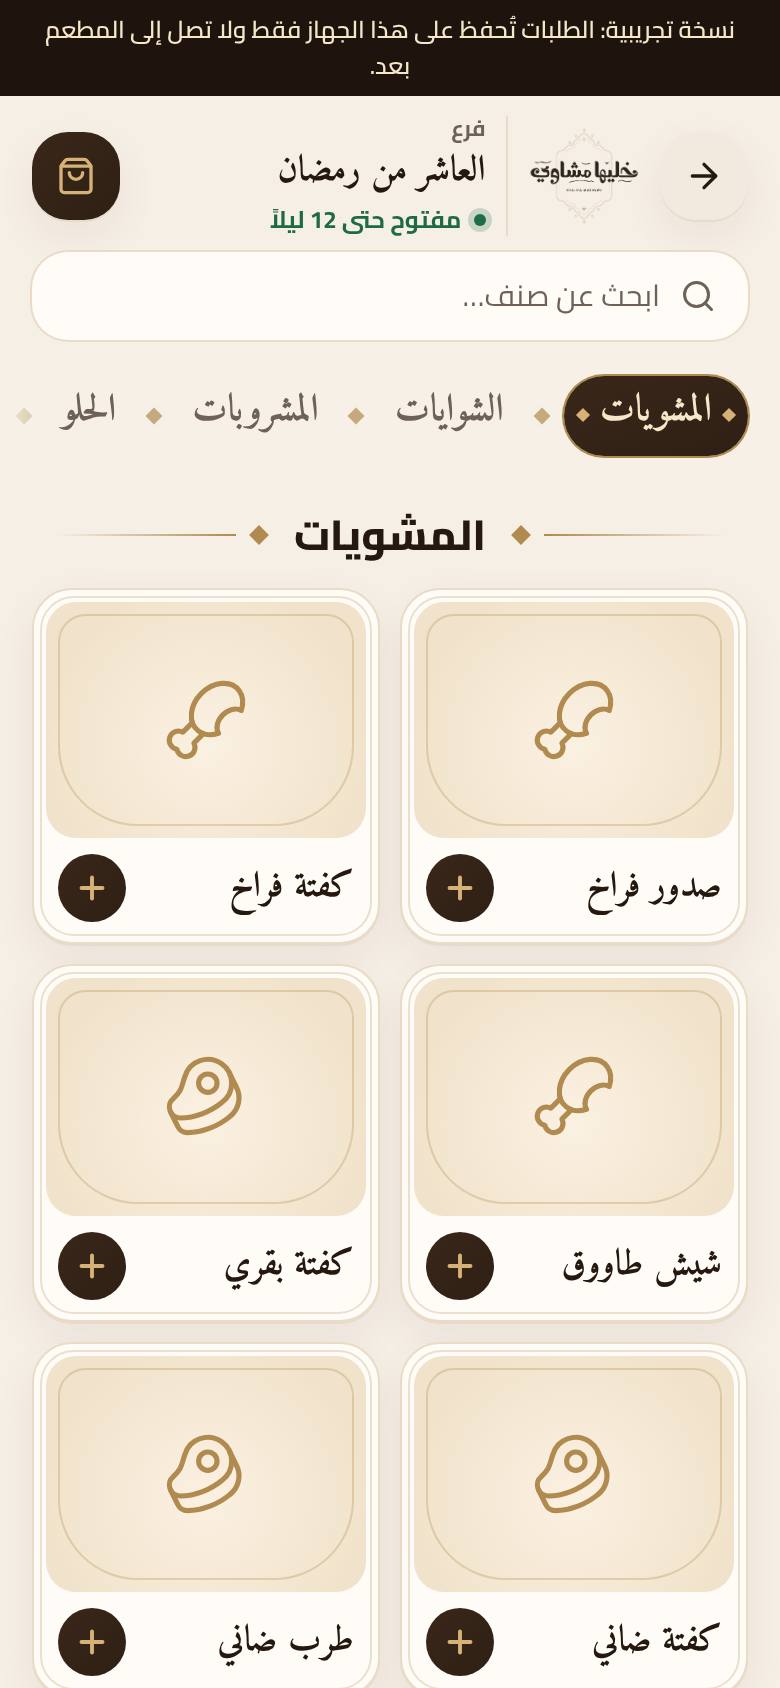 نسخة تجريبية: الطلبات تُحفظ على هذا الجهاز فقط ولا تصل إلى المطعم
بعد.
خليها مشاوي
فرع
العاشر من رمضان
مفتوح حتى 12 ليلاً
ابحث عن صنف...
المشويات
الشوايات
المشروبات
الحلو
المشويات
صدور فراخ
كفتة فراخ
شيش طاووق
كفتة بقري
كفتة ضاني
طرب ضاني